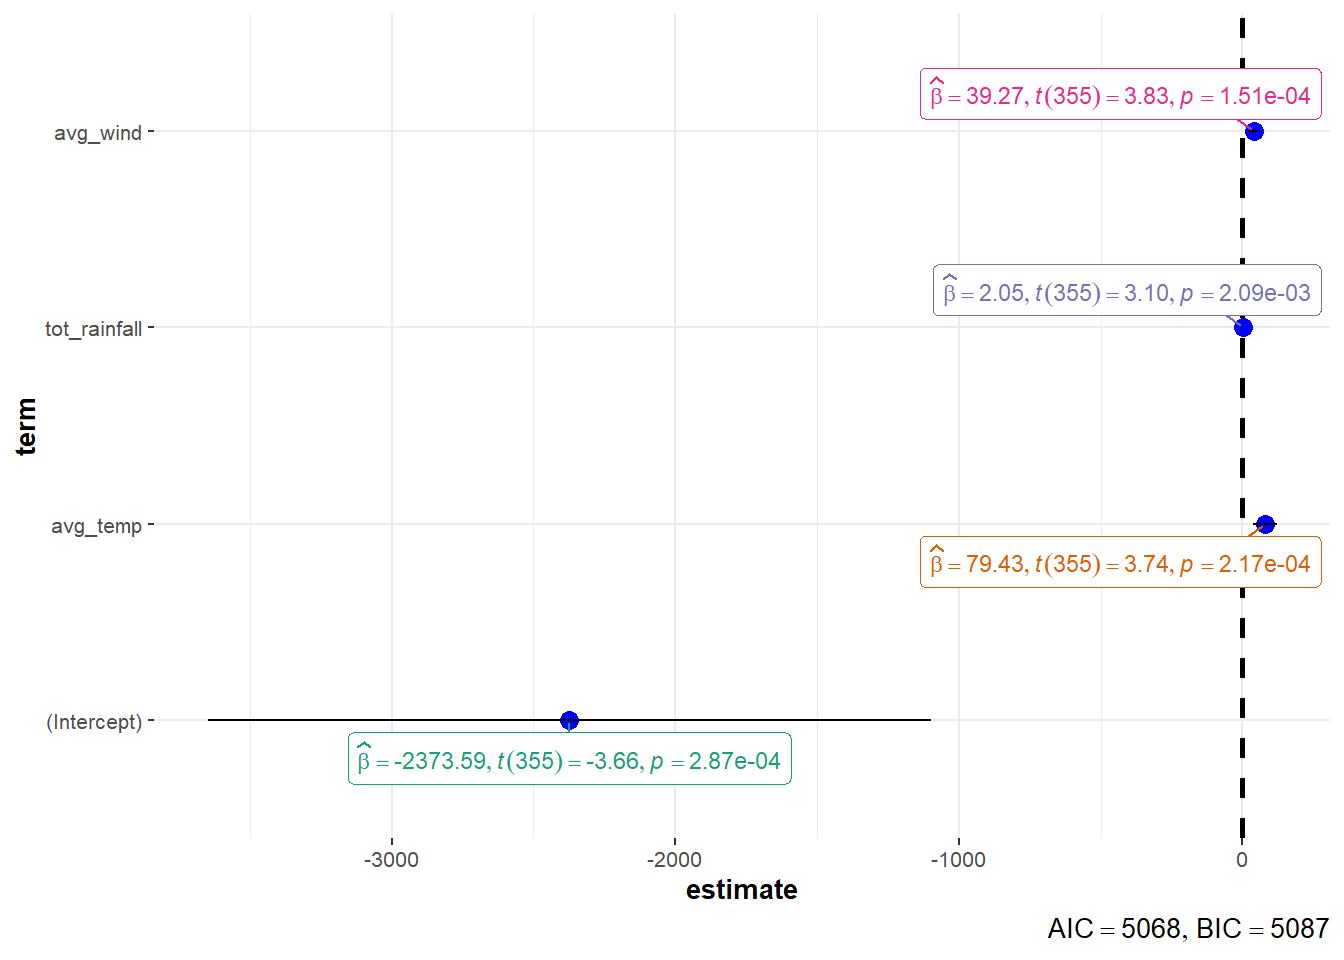 avg_wind
β̂ = 39.27, t(355) = 3.83, p = 1.51e-04
tot_rainfall
β̂ = 2.05, t(355) = 3.10, p = 2.09e-03
term
avg_temp
β̂ = 79.43, t(355) = 3.74, p = 2.17e-04
(Intercept)
β̂ = -2373.59, t(355) = -3.66, p = 2.87e-04
-3000 -2000 -1000 0
estimate
AIC = 5068, BIC = 5087